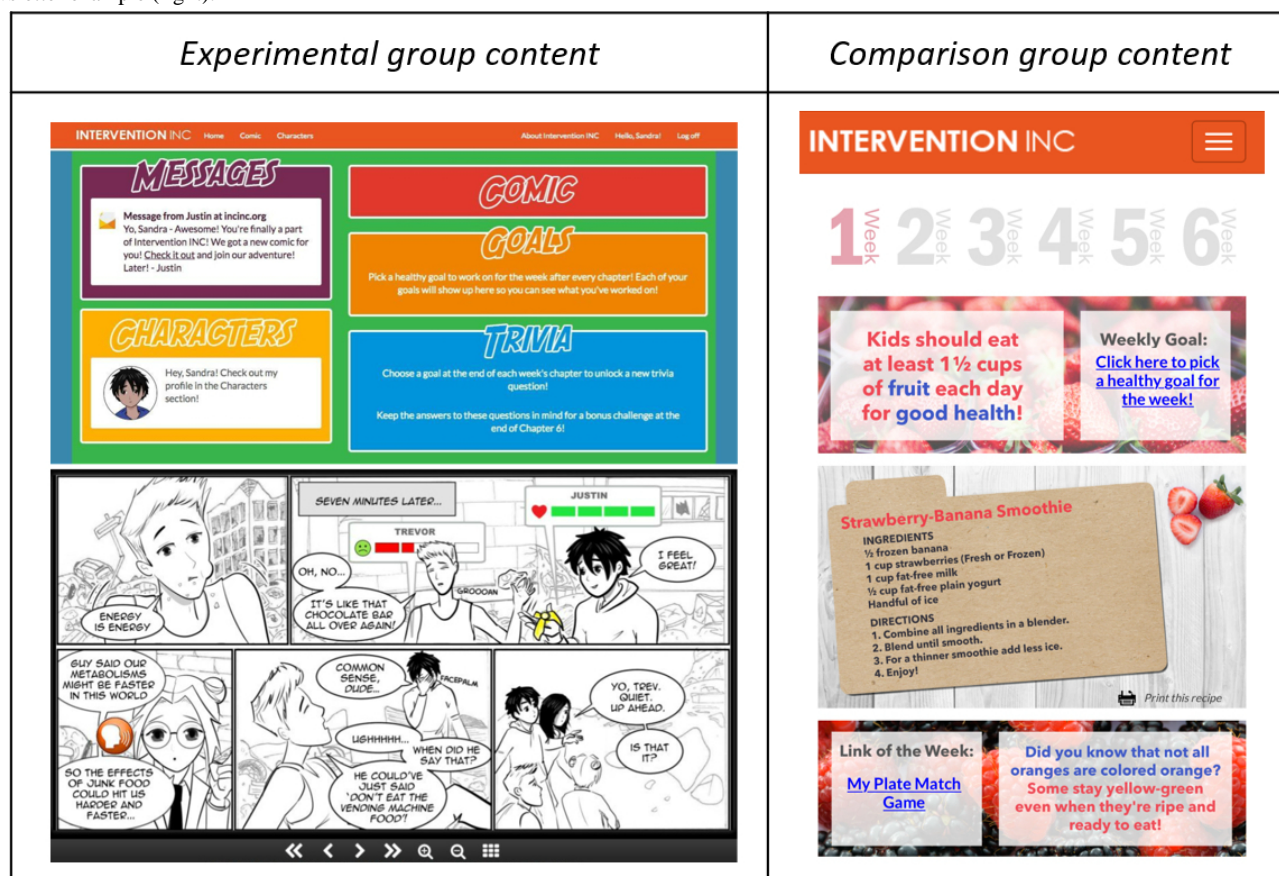 Experimental group content
Comparison group content
INTERVENTION INC Home Comic Characters About Intervention INC Hello, Sandra! Log off
MESSAGES
Message from Justin at incinc.org
Yo, Sandra - Awesome! You're finally a part
of Intervention INC! We got a new comic for
you! Check it out and join our adventure!
Later! - Justin
CHARACTERS
Hey, Sandra! Check out my
profile in the Characters
section!
COMIC
GOALS
Pick a healthy goal to work on for the week after every chapter! Each of your
goals will show up here so you can see what you've worked on!
TRIVIA
Choose a goal at the end of each week's chapter to unlock a new trivia
question!
Keep the answers to these questions in mind for a bonus challenge at the
end of Chapter 6!
ENERGY
IS ENERGY
SEVEN MINUTES LATER...
TREVOR
JUSTIN
OH, NO...
IT'S LIKE THAT
CHOCOLATE BAR
ALL OVER AGAIN!
GROOOAN
I FEEL
GREAT!
GUY SAID OUR
METABOLISMS
MIGHT BE FASTER
IN THIS WORLD
SO THE EFFECTS
OF JUNK FOOD
COULD HIT US
HARDER AND
FASTER...
COMMON
SENSE,
DUDE...
FACEPALM
UGHHHHH...
WHEN DID HE
SAY THAT?
HE COULD'VE
JUST SAID
'DON'T EAT THE
VENDING MACHINE
FOOD'!
YO, TREV.
QUIET.
UP AHEAD.
IS THAT
IT?
INTERVENTION INC
1 Week 2 Week 3 Week 4 Week 5 Week 6 Week
Kids should eat
at least 1 ½ cups
of fruit each day
for good health!
Weekly Goal:
Click here to pick
a healthy goal for
the week!
Strawberry-Banana Smoothie
INGREDIENTS
½ frozen banana
1 cup strawberries (Fresh or Frozen)
1 cup fat-free milk
½ cup fat-free plain yogurt
Handful of ice
DIRECTIONS
1. Combine all ingredients in a blender.
2. Blend until smooth.
3. For a thinner smoothie add less ice.
4. Enjoy!
Print this recipe
Link of the Week:
My Plate Match
Game
Did you know that not all
oranges are colored orange?
Some stay yellow-green
even when they're ripe and
ready to eat!